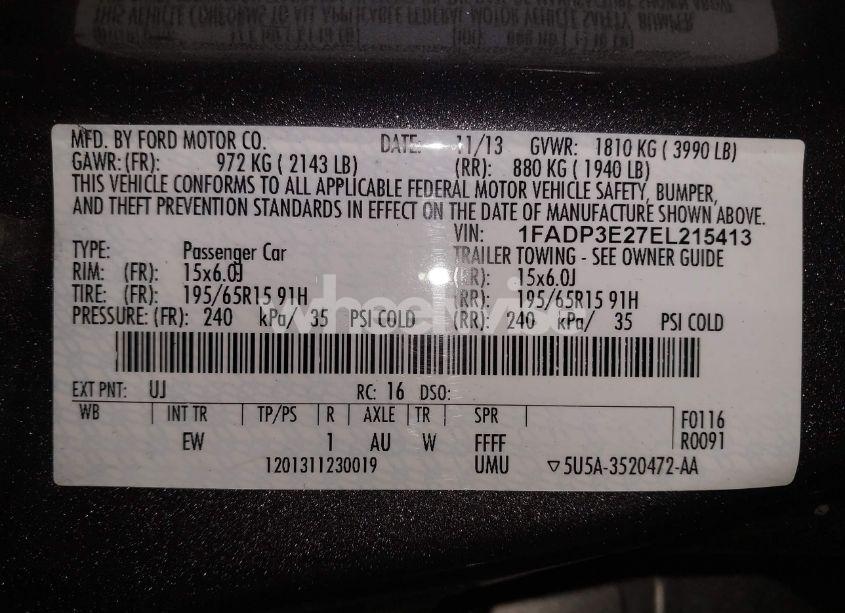 MFD. BY FORD MOTOR CO. DATE: 11/13 GVWR: 1810 KG ( 3990 LB)
GAWR: (FR): 972 KG ( 2143 LB) (RR): 880 KG ( 1940 LB)
THIS VEHICLE CONFORMS TO ALL APPLICABLE FEDERAL MOTOR VEHICLE SAFETY, BUMPER,
AND THEFT PREVENTION STANDARDS IN EFFECT ON THE DATE OF MANUFACTURE SHOWN ABOVE.
VIN: 1FADP3E27EL215413
TYPE: Passenger Car TRAILER TOWING - SEE OWNER GUIDE
RIM: (FR): 15x6.0J (RR): 15x6.0J
TIRE: (FR): 195/65R15 91H (RR): 195/65R15 91H
PRESSURE: (FR): 240 kPa/ 35 PSI COLD (RR): 240 kPa/ 35 PSI COLD
EXT PNT: UJ RC: 16 DSO:
WB INT TR TP/PS R AXLE TR SPR F0116
EW 1 AU W FFFF R0091
1201311230019 UMU ▽5U5A-3520472-AA